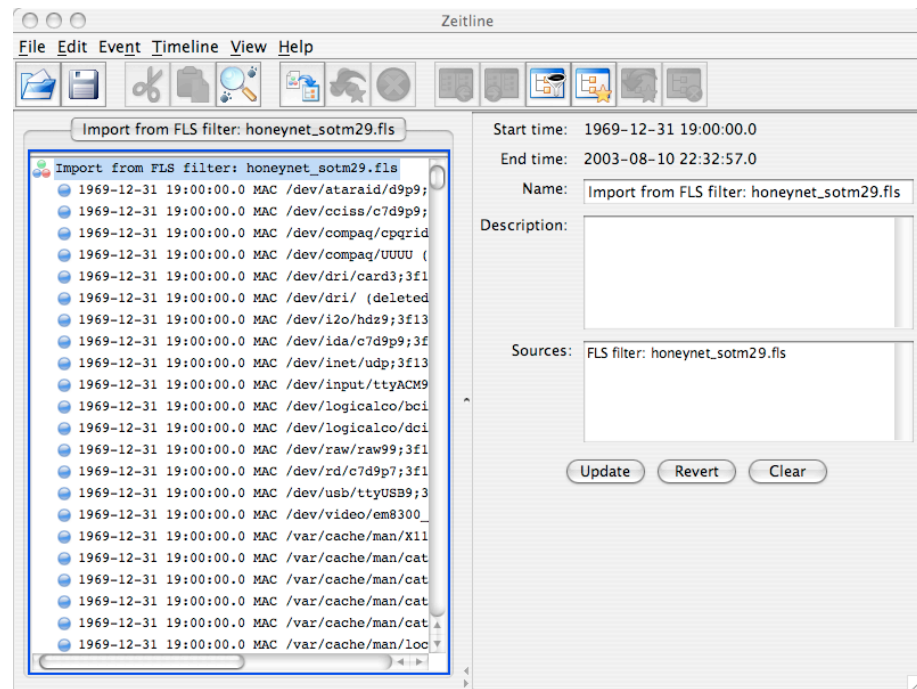 Zeitline
File Edit Event Timeline View Help
Import from FLS filter: honeynet_sotm29.fls
Import from FLS filter: honeynet_sotm29.fls
1969-12-31 19:00:00.0 MAC /dev/ataraid/d9p9;
1969-12-31 19:00:00.0 MAC /dev/cciss/c7d9p9;
1969-12-31 19:00:00.0 MAC /dev/compaq/cpqrid
1969-12-31 19:00:00.0 MAC /dev/compaq/UUUU (
1969-12-31 19:00:00.0 MAC /dev/dri/card3;3f1
1969-12-31 19:00:00.0 MAC /dev/dri/ (deleted
1969-12-31 19:00:00.0 MAC /dev/i2o/hdz9;3f13
1969-12-31 19:00:00.0 MAC /dev/ida/c7d9p9;3f
1969-12-31 19:00:00.0 MAC /dev/inet/udp;3f13
1969-12-31 19:00:00.0 MAC /dev/input/ttyACM9
1969-12-31 19:00:00.0 MAC /dev/logicalco/bci
1969-12-31 19:00:00.0 MAC /dev/logicalco/dci
1969-12-31 19:00:00.0 MAC /dev/raw/raw99;3f1
1969-12-31 19:00:00.0 MAC /dev/rd/c7d9p7;3f1
1969-12-31 19:00:00.0 MAC /dev/usb/ttyUSB9;3
1969-12-31 19:00:00.0 MAC /dev/video/em8300_
1969-12-31 19:00:00.0 MAC /var/cache/man/X11
1969-12-31 19:00:00.0 MAC /var/cache/man/cat
1969-12-31 19:00:00.0 MAC /var/cache/man/cat
1969-12-31 19:00:00.0 MAC /var/cache/man/cat
1969-12-31 19:00:00.0 MAC /var/cache/man/cat
1969-12-31 19:00:00.0 MAC /var/cache/man/loc
Start time: 1969-12-31 19:00:00.0
End time: 2003-08-10 22:32:57.0
Name: Import from FLS filter: honeynet_sotm29.fls
Description:
Sources: FLS filter: honeynet_sotm29.fls
Update Revert Clear